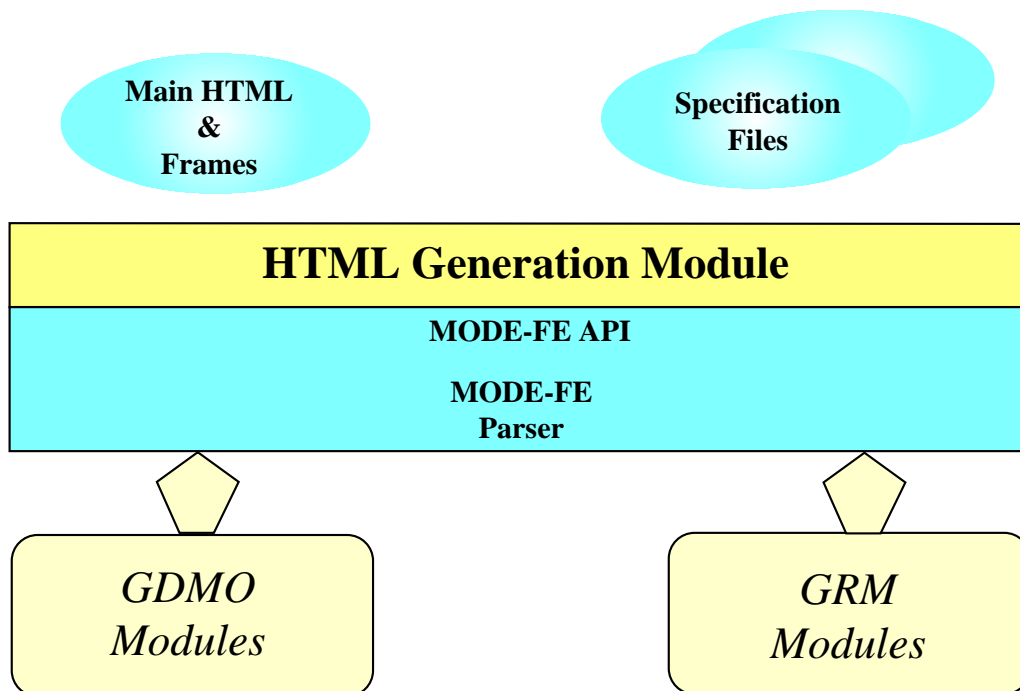 Main HTML
&
Frames
Specification
Files
HTML Generation Module
MODE-FE API
MODE-FE
Parser
GDMO
Modules
GRM
Modules